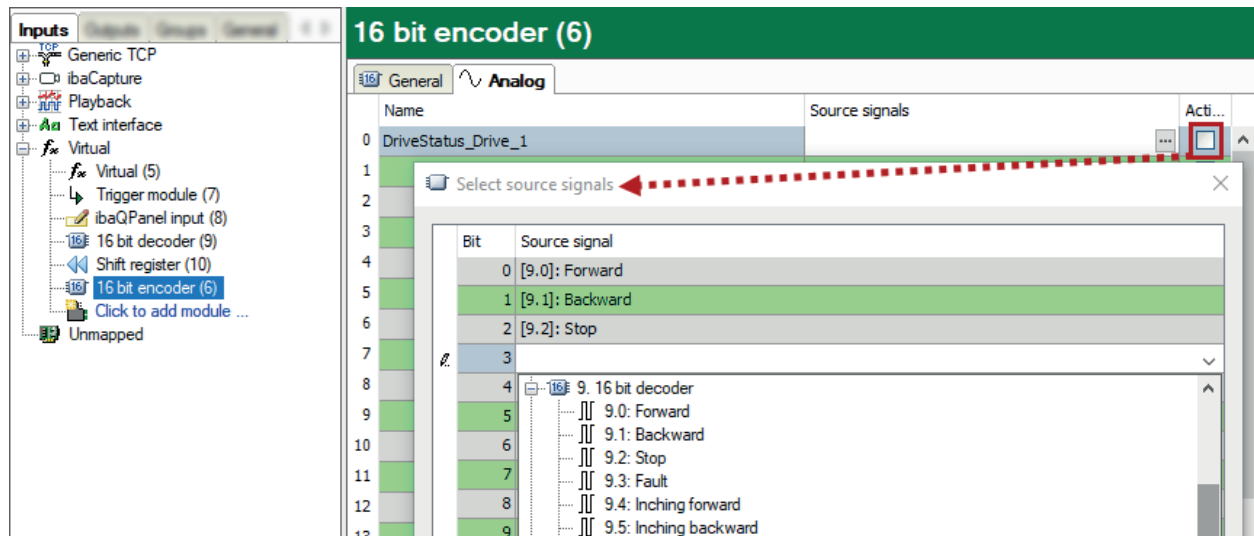 Inputs
TCP Generic TCP
ibaCapture
Playback
Text interface
fx Virtual
fx Virtual (5)
Trigger module (7)
ibaQPanel input (8)
16 bit decoder (9)
Shift register (10)
16 bit encoder (6)
Click to add module ...
Unmapped
16 bit encoder (6)
General Analog
Name Source signals Acti...
0 DriveStatus_Drive_1 ...
1
2
3
4
5
6
7
8
9
10
11
12
13
Select source signals
Bit Source signal
0 [9.0]: Forward
1 [9.1]: Backward
2 [9.2]: Stop
3
4 9. 16 bit decoder
5 9.0: Forward
9.1: Backward
6 9.2: Stop
7 9.3: Fault
8 9.4: Inching forward
9 9.5: Inching backward